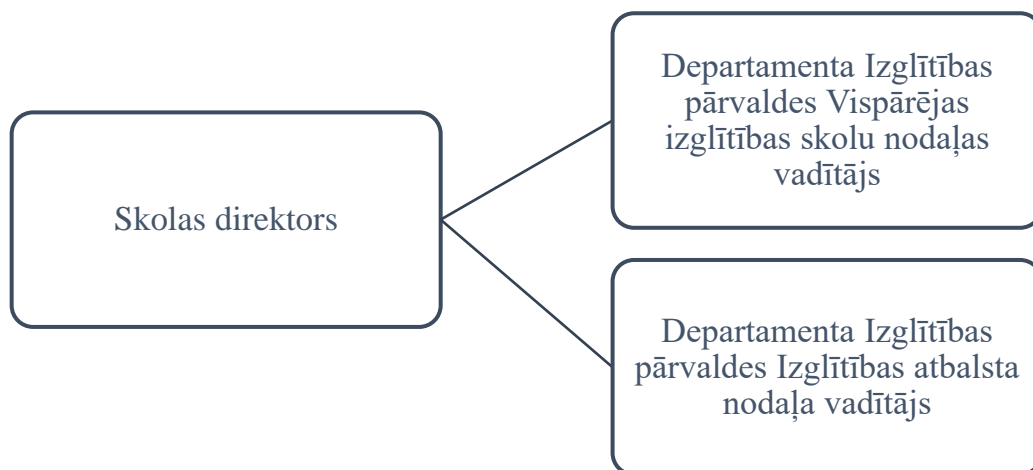 Skolas direktors
Departamenta Izglītības
pārvaldes Vispārējas
izglītības skolu nodaļas
vadītājs
Departamenta Izglītības
pārvaldes Izglītības atbalsta
nodaļa vadītājs